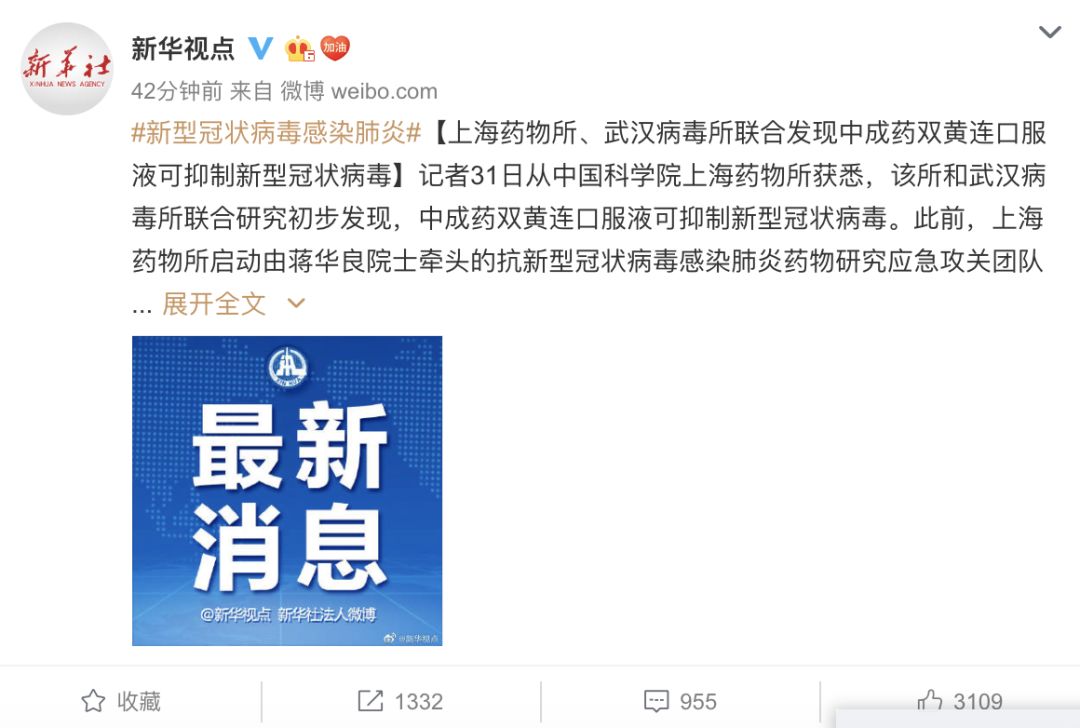 新华社
XINHUA NEWS AGENCY
新华视点
加油
42分钟前 来自 微博 weibo.com
#新型冠状病毒感染肺炎#【上海药物所、武汉病毒所联合发现中成药双黄连口服
液可抑制新型冠状病毒】记者31日从中国科学院上海药物所获悉，该所和武汉病
毒所联合研究初步发现，中成药双黄连口服液可抑制新型冠状病毒。此前，上海
药物所启动由蒋华良院士牵头的抗新型冠状病毒感染肺炎药物研究应急攻关团队
... 展开全文
XIN HUA
最新
消息
@新华视点 新华社法人微博
@新华视点
收藏
1332
955
3109